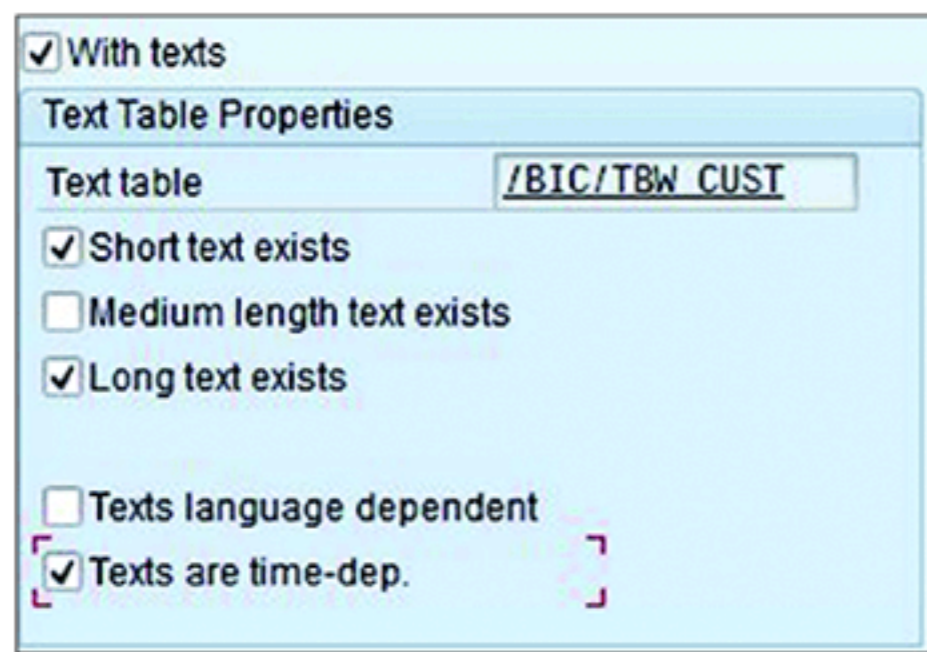 With texts
Text Table Properties
Text table /BIC/TBW_CUST
Short text exists
Medium length text exists
Long text exists
Texts language dependent
Texts are time-dep.